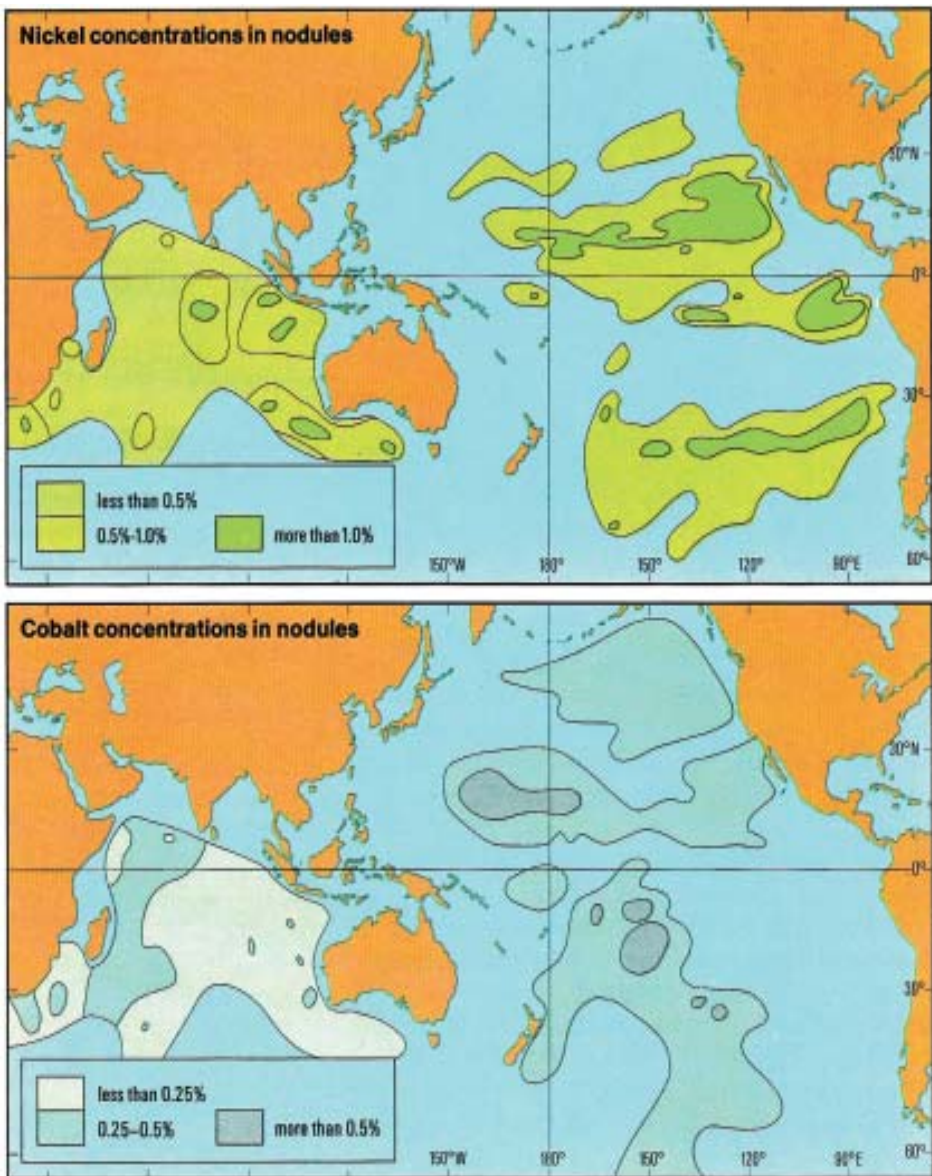 Nickel concentrations in nodules
30°N
0°
30°
less than 0.5%
0.5%-1.0%
more than 1.0%
150°W
180°
150°
120°
90°E
60°
Cobalt concentrations in nodules
30°N
0°
30°
less than 0.25%
0.25–0.5%
more than 0.5%
150°W
180°
150°
120°
90°E
60°